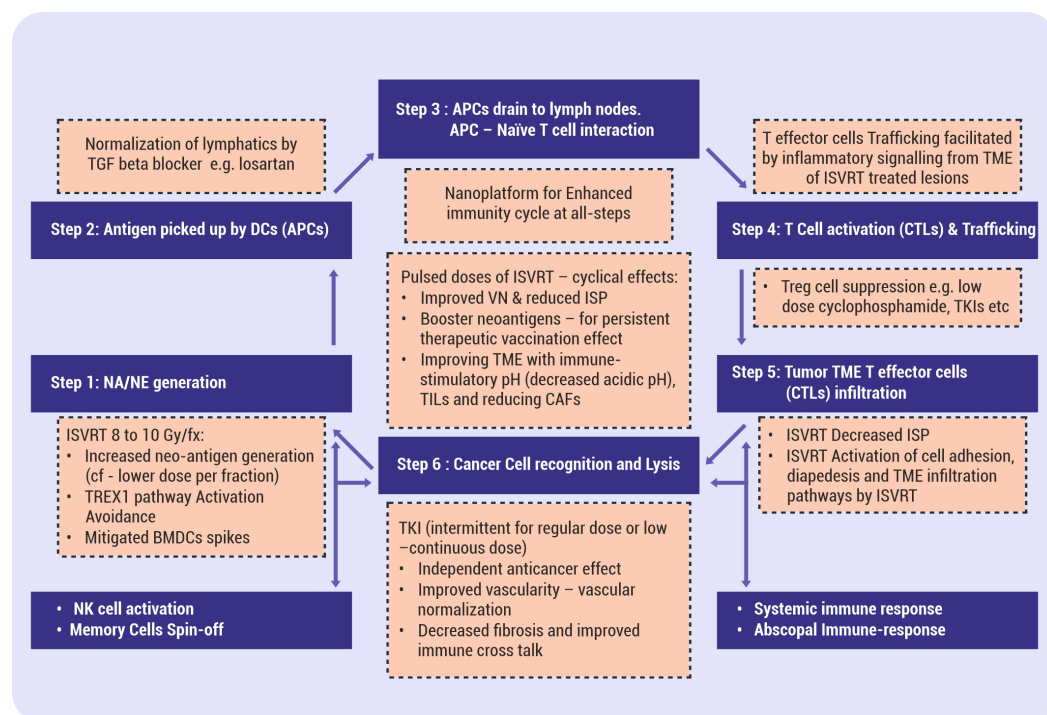 Step 3 : APCs drain to lymph nodes.
APC – Naïve T cell interaction
Normalization of lymphatics by
TGF beta blocker e.g. losartan
T effector cells Trafficking facilitated
by inflammatory signalling from TME
of ISVRT treated lesions
Nanoplatform for Enhanced
immunity cycle at all-steps
Step 2: Antigen picked up by DCs (APCs)
Step 4: T Cell activation (CTLs) & Trafficking
Pulsed doses of ISVRT – cyclical effects:
• Improved VN & reduced ISP
• Booster neoantigens – for persistent
therapeutic vaccination effect
• Improving TME with immune-
stimulatory pH (decreased acidic pH),
TILs and reducing CAFs
• Treg cell suppression e.g. low
dose cyclophosphamide, TKIs etc
Step 1: NA/NE generation
Step 5: Tumor TME T effector cells
(CTLs) infiltration
ISVRT 8 to 10 Gy/fx:
• Increased neo-antigen generation
(cf - lower dose per fraction)
• TREX1 pathway Activation
Avoidance
• Mitigated BMDCs spikes
Step 6 : Cancer Cell recognition and Lysis
• ISVRT Decreased ISP
• ISVRT Activation of cell adhesion,
diapedesis and TME infiltration
pathways by ISVRT
TKI (intermittent for regular dose or low
–continuous dose)
• Independent anticancer effect
• Improved vascularity – vascular
normalization
• Decreased fibrosis and improved
immune cross talk
• NK cell activation
• Memory Cells Spin-off
• Systemic immune response
• Abscopal Immune-response